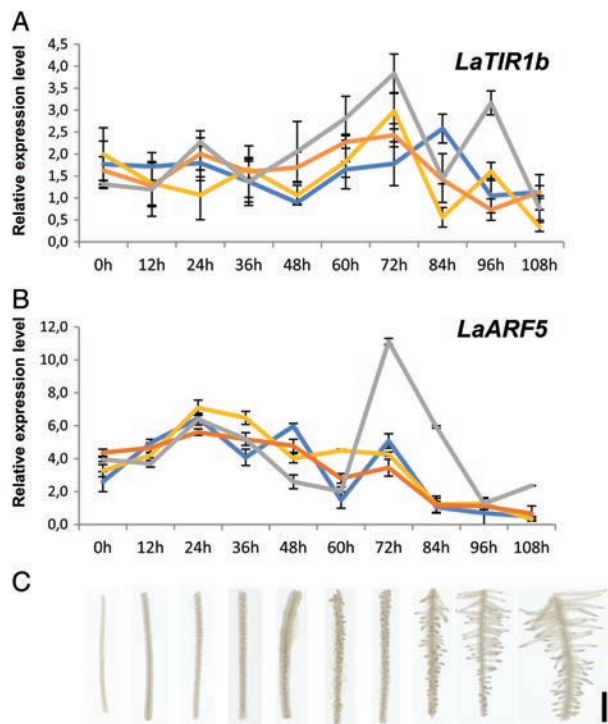 A
LaTIR1b
Relative expression level
4,5
4,0
3,5
3,0
2,5
2,0
1,5
1,0
0,5
0,0
0h 12h 24h 36h 48h 60h 72h 84h 96h 108h
B
LaARF5
Relative expression level
12,0
10,0
8,0
6,0
4,0
2,0
0,0
0h 12h 24h 36h 48h 60h 72h 84h 96h 108h
C